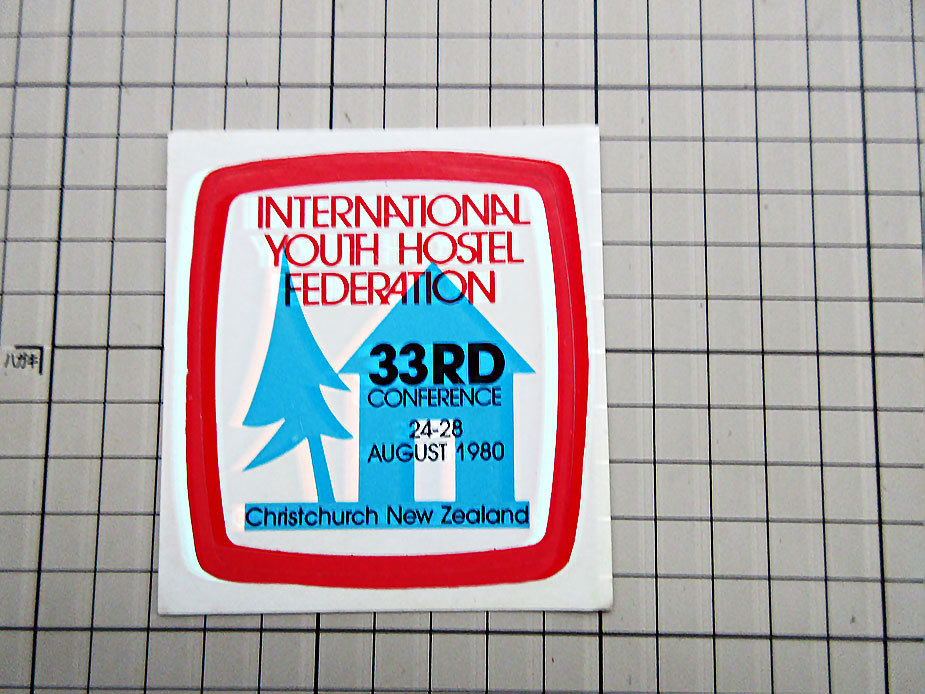 INTERNATIONAL
YOUTH HOSTEL
FEDERATION
33RD
CONFERENCE
24-28
AUGUST 1980
Christchurch New Zealand
ハガキ